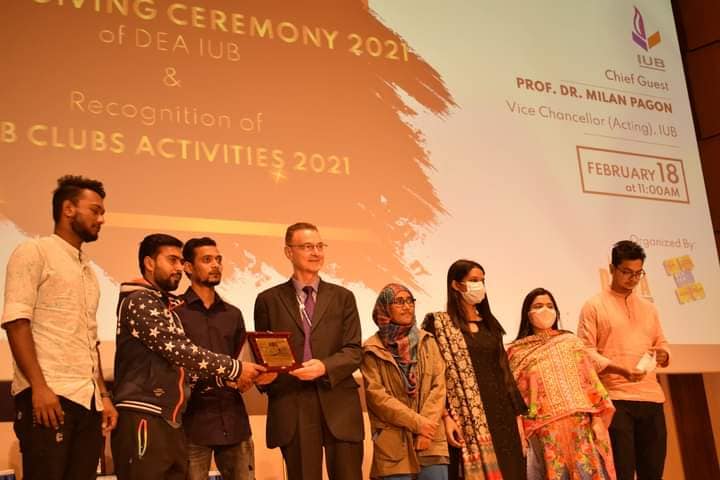 GIVING CEREMONY 2021
of DEA IUB
&
Recognition of
B CLUBS ACTIVITIES 2021
IUB
Chief Guest
PROF. DR. MILAN PAGON
Vice Chancellor (Acting), IUB
FEBRUARY 18
at 11:00AM
Organized By: